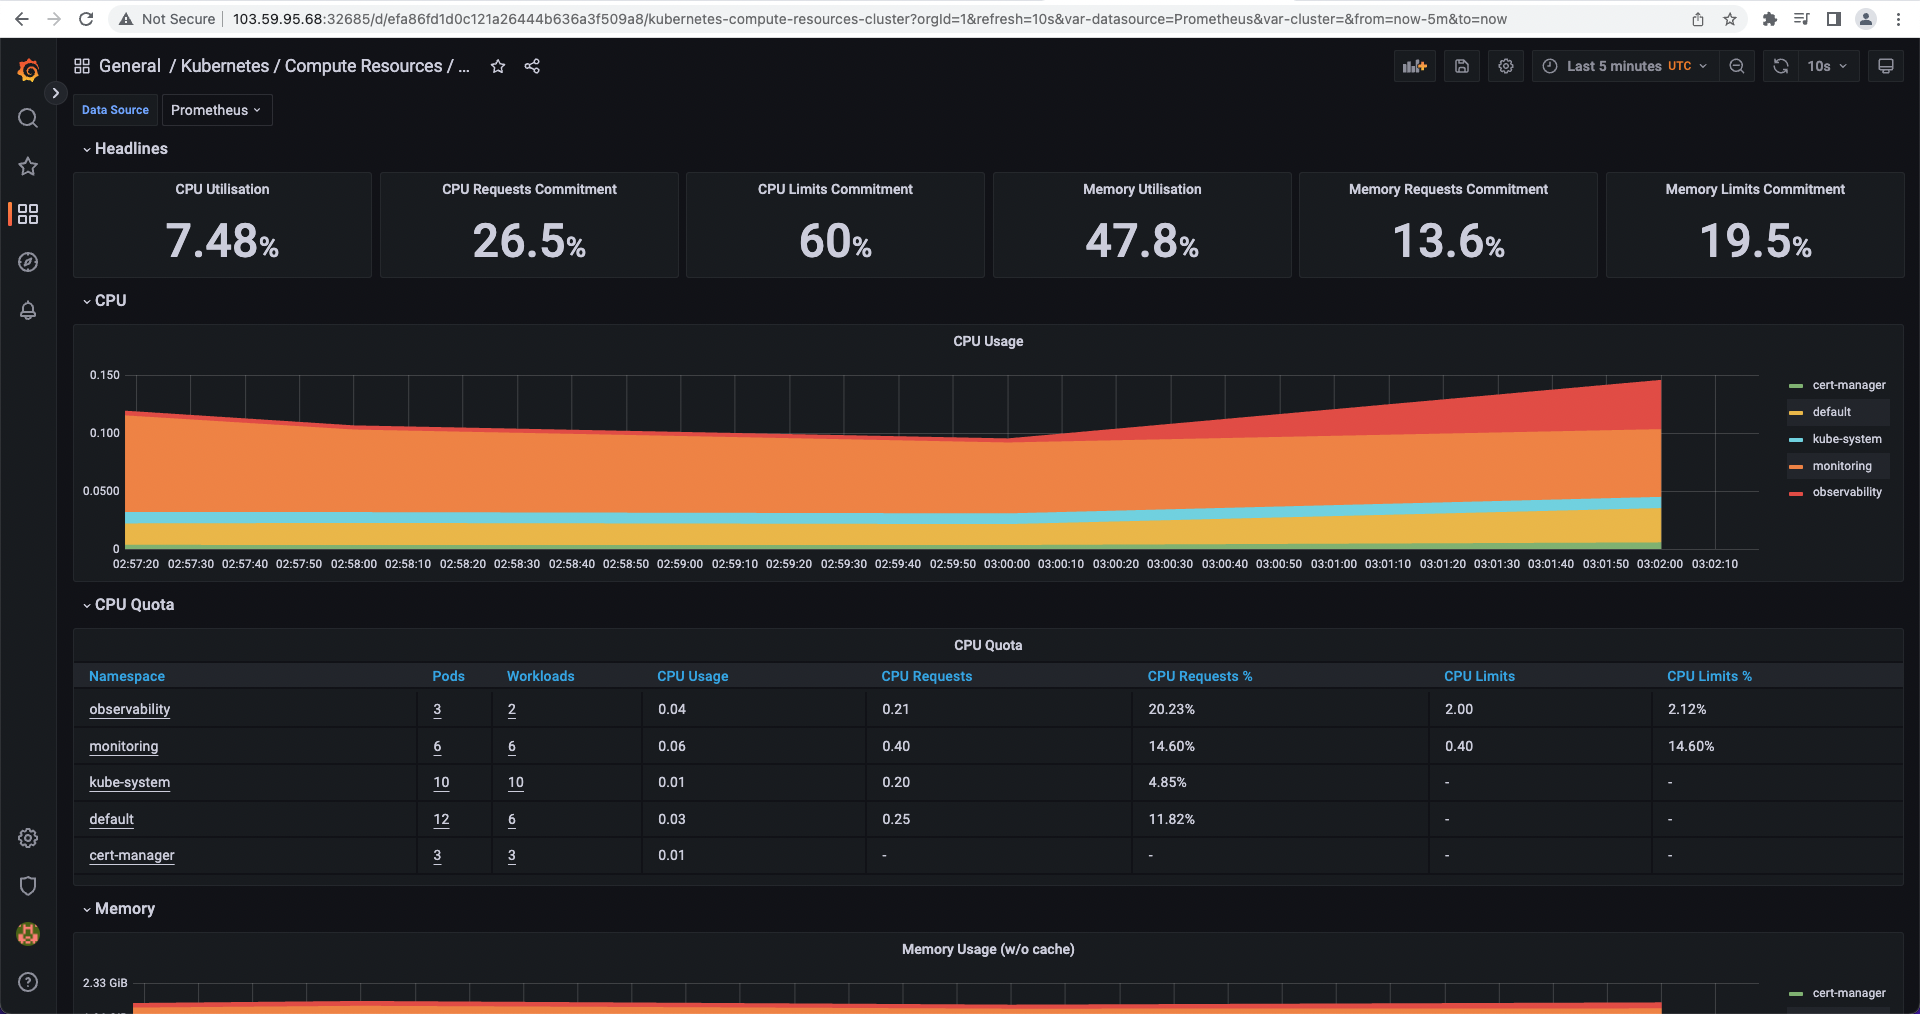 Not Secure | 103.59.95.68:32685/d/efa86fd1d0c121a26444b636a3f509a8/kubernetes-compute-resources-cluster?orgId=1&refresh=10s&var-datasource=Prometheus&var-cluster=&from=now-5m&to=now
General / Kubernetes / Compute Resources / ...
Last 5 minutes UTC
10s
Data Source Prometheus
Headlines
CPU Utilisation
7.48%
CPU Requests Commitment
26.5%
CPU Limits Commitment
60%
Memory Utilisation
47.8%
Memory Requests Commitment
13.6%
Memory Limits Commitment
19.5%
CPU
CPU Usage
0.150
0.100
0.0500
0
02:57:20 02:57:30 02:57:40 02:57:50 02:58:00 02:58:10 02:58:20 02:58:30 02:58:40 02:58:50 02:59:00 02:59:10 02:59:20 02:59:30 02:59:40 02:59:50 03:00:00 03:00:10 03:00:20 03:00:30 03:00:40 03:00:50 03:01:00 03:01:10 03:01:20 03:01:30 03:01:40 03:01:50 03:02:00 03:02:10
cert-manager
default
kube-system
monitoring
observability
CPU Quota
CPU Quota
Namespace Pods Workloads CPU Usage CPU Requests CPU Requests % CPU Limits CPU Limits %
observability 3 2 0.04 0.21 20.23% 2.00 2.12%
monitoring 6 6 0.06 0.40 14.60% 0.40 14.60%
kube-system 10 10 0.01 0.20 4.85% - -
default 12 6 0.03 0.25 11.82% - -
cert-manager 3 3 0.01 - - - -
Memory
Memory Usage (w/o cache)
2.33 GiB
cert-manager